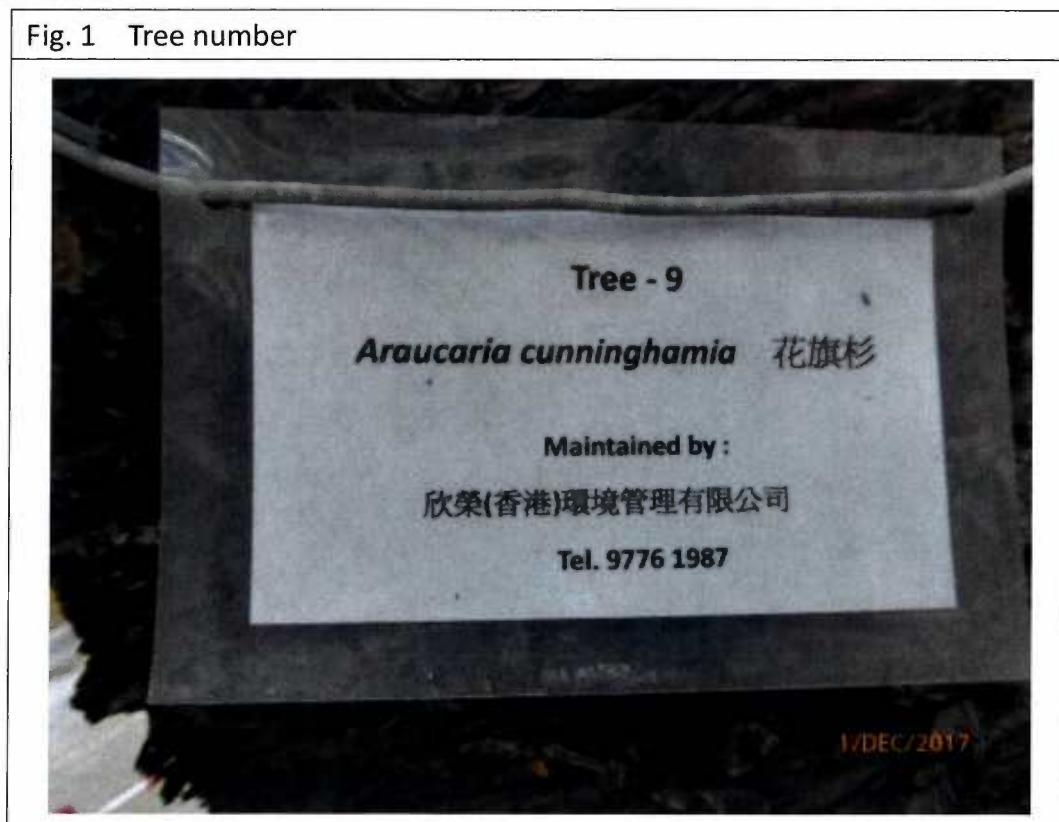 Fig. 1 Tree number
Tree - 9
Araucaria cunninghamia 花旗杉
Maintained by :
欣榮(香港)環境管理有限公司
Tel. 9776 1987
1/DEC/2017